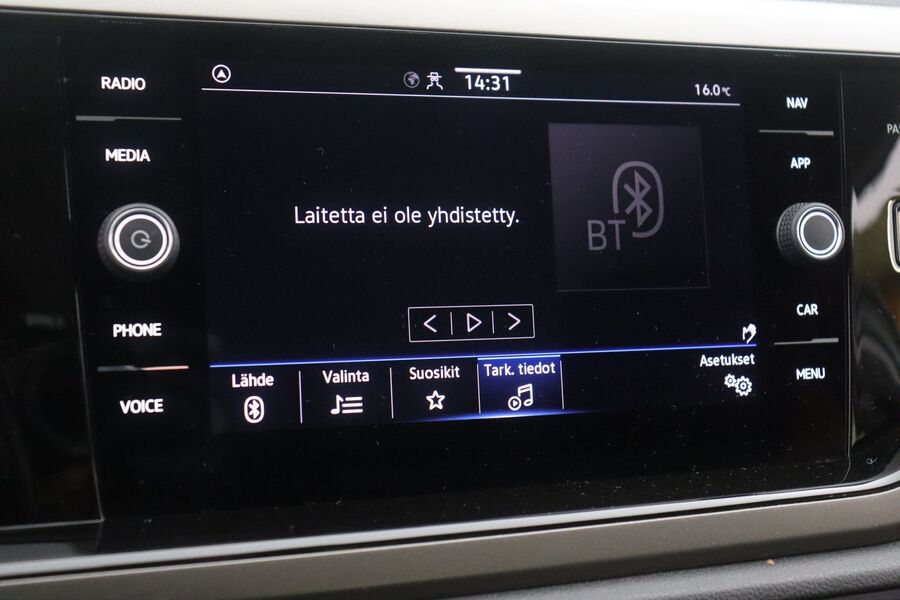 RADIO
MEDIA
PHONE
VOICE
14:31
16.0°C
Laitetta ei ole yhdistetty.
BT
Lähde
Valinta
Suosikit
Tark. tiedot
Asetukset
NAV
APP
CAR
MENU